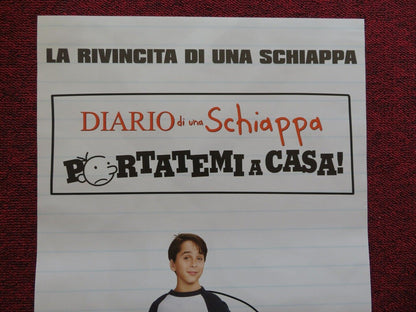 LA RIVINCITA DI UNA SCHIAPPA
DIARIO di una Schiappa
PORTATEMI A CASA!